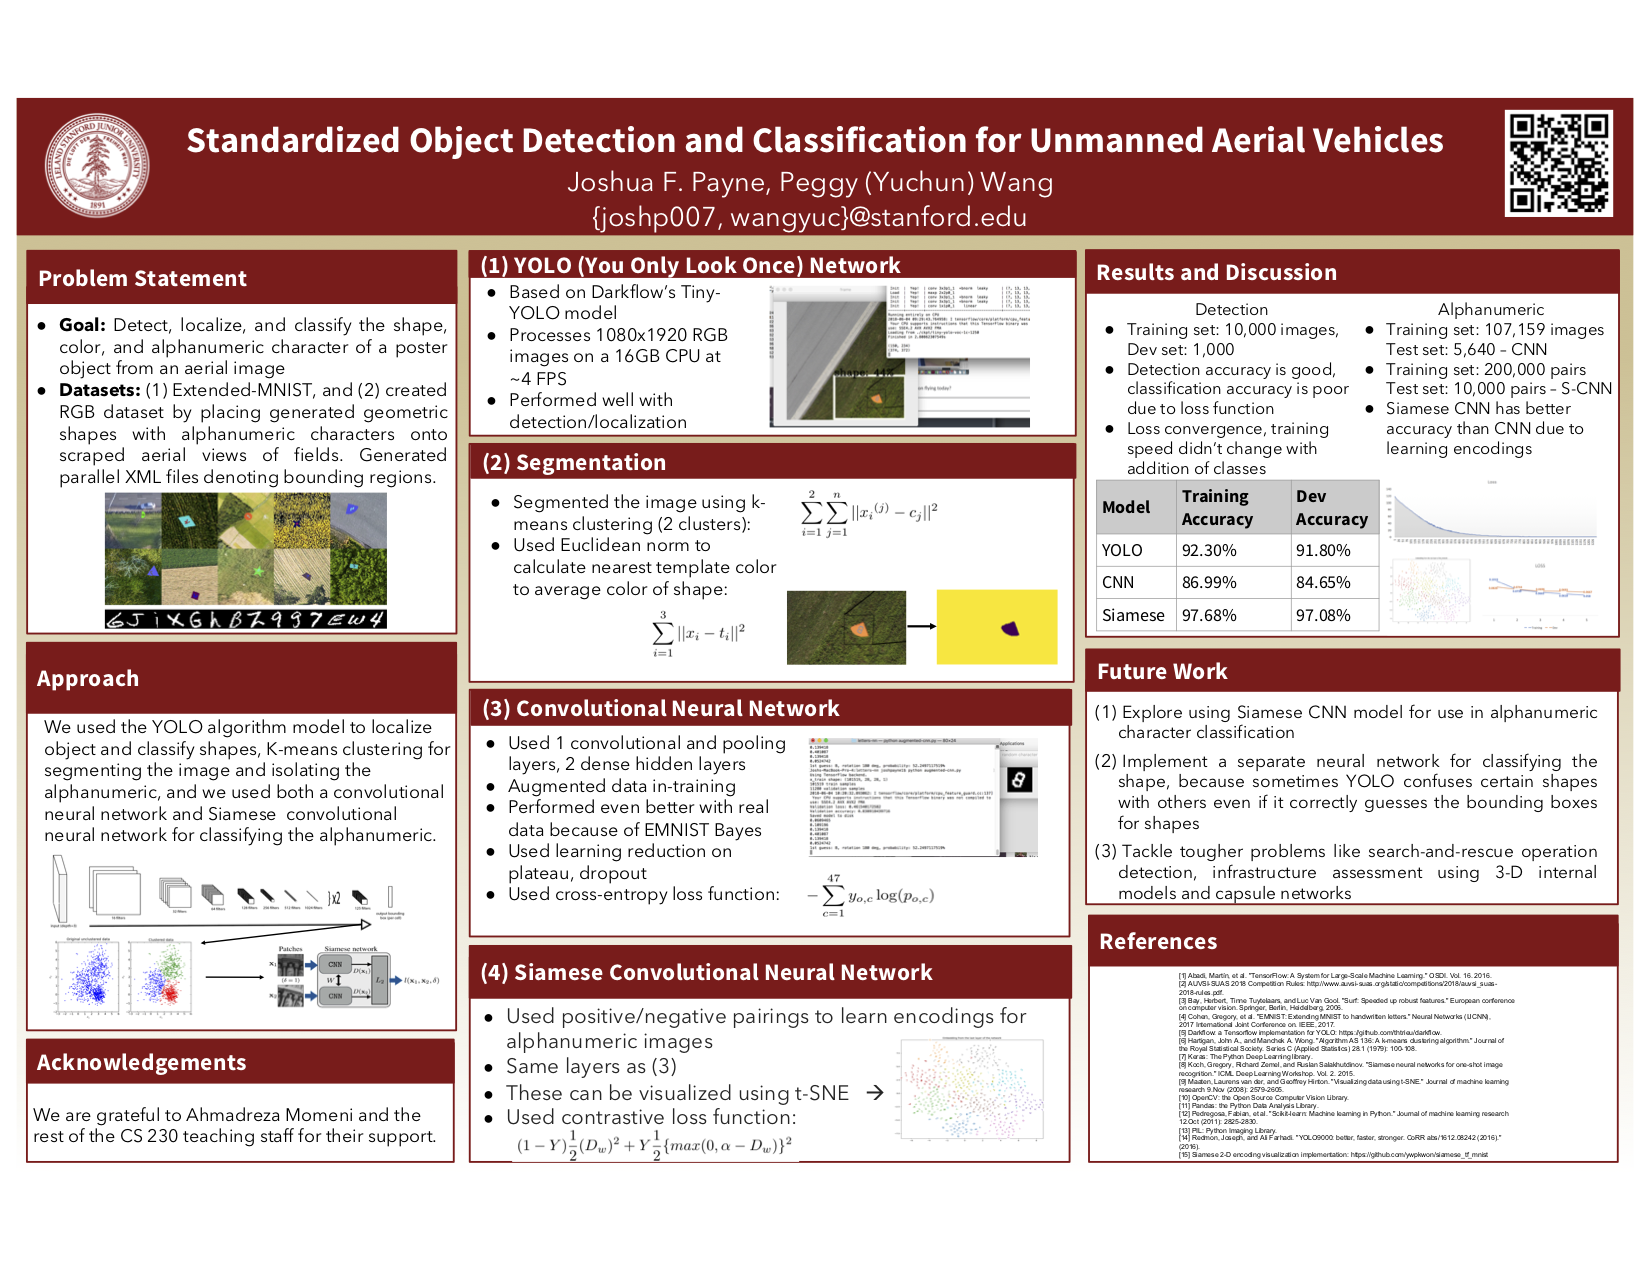 Standardized Object Detection and Classification for Unmanned Aerial Vehicles
Joshua F. Payne, Peggy (Yuchun) Wang
{joshp007, wangyuc}@stanford.edu
Problem Statement
● Goal: Detect, localize, and classify the shape,
color, and alphanumeric character of a poster
object from an aerial image
● Datasets: (1) Extended-MNIST, and (2) created
RGB dataset by placing generated geometric
shapes with alphanumeric characters onto
scraped aerial views of fields. Generated
parallel XML files denoting bounding regions.
Approach
We used the YOLO algorithm model to localize
object and classify shapes, K-means clustering for
segmenting the image and isolating the
alphanumeric, and we used both a convolutional
neural network and Siamese convolutional
neural network for classifying the alphanumeric.
}x2
Original unclustered data
Clustered data
Patches
Siamese network
CNN
CNN
Acknowledgements
We are grateful to Ahmadreza Momeni and the
rest of the CS 230 teaching staff for their support.
(1) YOLO (You Only Look Once) Network
● Based on Darkflow's Tiny-
YOLO model
● Processes 1080x1920 RGB
images on a 16GB CPU at
~4 FPS
● Performed well with
detection/localization
(2) Segmentation
● Segmented the image using k-
means clustering (2 clusters):
● Used Euclidean norm to
calculate nearest template color
to average color of shape:
(3) Convolutional Neural Network
● Used 1 convolutional and pooling
layers, 2 dense hidden layers
● Augmented data in-training
● Performed even better with real
data because of EMNIST Bayes
● Used learning reduction on
plateau, dropout
● Used cross-entropy loss function:
(4) Siamese Convolutional Neural Network
● Used positive/negative pairings to learn encodings for
alphanumeric images
● Same layers as (3)
● These can be visualized using t-SNE →
● Used contrastive loss function:
(1 − Y)½(D_w)² + Y½{max(0, α − D_w)}²
Results and Discussion
Detection
● Training set: 10,000 images,
Dev set: 1,000
● Detection accuracy is good,
classification accuracy is poor
due to loss function
● Loss convergence, training
speed didn't change with
addition of classes
Alphanumeric
● Training set: 107,159 images
Test set: 5,640 – CNN
● Training set: 200,000 pairs
Test set: 10,000 pairs – S-CNN
● Siamese CNN has better
accuracy than CNN due to
learning encodings
Model Training Accuracy Dev Accuracy
YOLO 92.30% 91.80%
CNN 86.99% 84.65%
Siamese 97.68% 97.08%
Future Work
(1) Explore using Siamese CNN model for use in alphanumeric
character classification
(2) Implement a separate neural network for classifying the
shape, because sometimes YOLO confuses certain shapes
with others even if it correctly guesses the bounding boxes
for shapes
(3) Tackle tougher problems like search-and-rescue operation
detection, infrastructure assessment using 3-D internal
models and capsule networks
References
[1] Abadi, Martín, et al. "TensorFlow: A System for Large-Scale Machine Learning." OSDI. Vol. 16. 2016.
[2] AUVSI-SUAS 2018 Competition Rules: http://www.auvsi-suas.org/static/competitions/2018/auvsi_suas-
2018-rules.pdf.
[3] Bay, Herbert, Tinne Tuytelaars, and Luc Van Gool. "Surf: Speeded up robust features." European conference
on computer vision. Springer, Berlin, Heidelberg, 2006.
[4] Cohen, Gregory, et al. "EMNIST: Extending MNIST to handwritten letters." Neural Networks (IJCNN),
2017 International Joint Conference on. IEEE, 2017.
[5] Darkflow: a Tensorflow implementation for YOLO: https://github.com/thtrieu/darkflow.
[6] Hartigan, John A., and Manchek A. Wong. "Algorithm AS 136: A k-means clustering algorithm." Journal of
the Royal Statistical Society. Series C (Applied Statistics) 28.1 (1979): 100-108.
[7] Keras: The Python Deep Learning library.
[8] Koch, Gregory, Richard Zemel, and Ruslan Salakhutdinov. "Siamese neural networks for one-shot image
recognition." ICML Deep Learning Workshop. Vol. 2. 2015.
[9] Maaten, Laurens van der, and Geoffrey Hinton. "Visualizing data using t-SNE." Journal of machine learning
research 9.Nov (2008): 2579-2605.
[10] OpenCV: the Open Source Computer Vision Library.
[11] Pandas: the Python Data Analysis Library.
[12] Pedregosa, Fabian, et al. "Scikit-learn: Machine learning in Python." Journal of machine learning research
12.Oct (2011): 2825-2830.
[13] PIL: Python Imaging Library.
[14] Redmon, Joseph, and Ali Farhadi. "YOLO9000: better, faster, stronger. CoRR abs/1612.08242 (2016)."
(2016).
[15] Siamese 2-D encoding visualization implementation: https://github.com/ywpkwon/siamese_tf_mnist